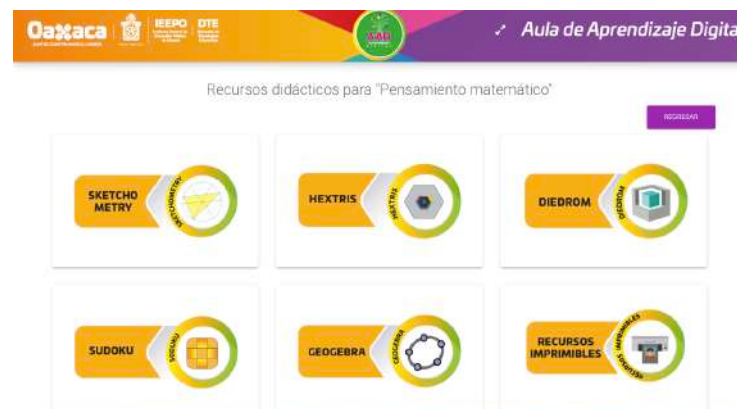 Oaxaca
IEEPO
DTE
AAD
Aula de Aprendizaje Digita
Recursos didácticos para "Pensamiento matemático"
REGRESAR
SKETCHO
METRY
SKETCHOMETRY
HEXTRIS
HEXTRIS
DIEDROM
DIEDROM
SUDOKU
SUDOKU
GEOGEBRA
GEOGEBRA
RECURSOS
IMPRIMIBLES
RECURSOS IMPRIMIBLES